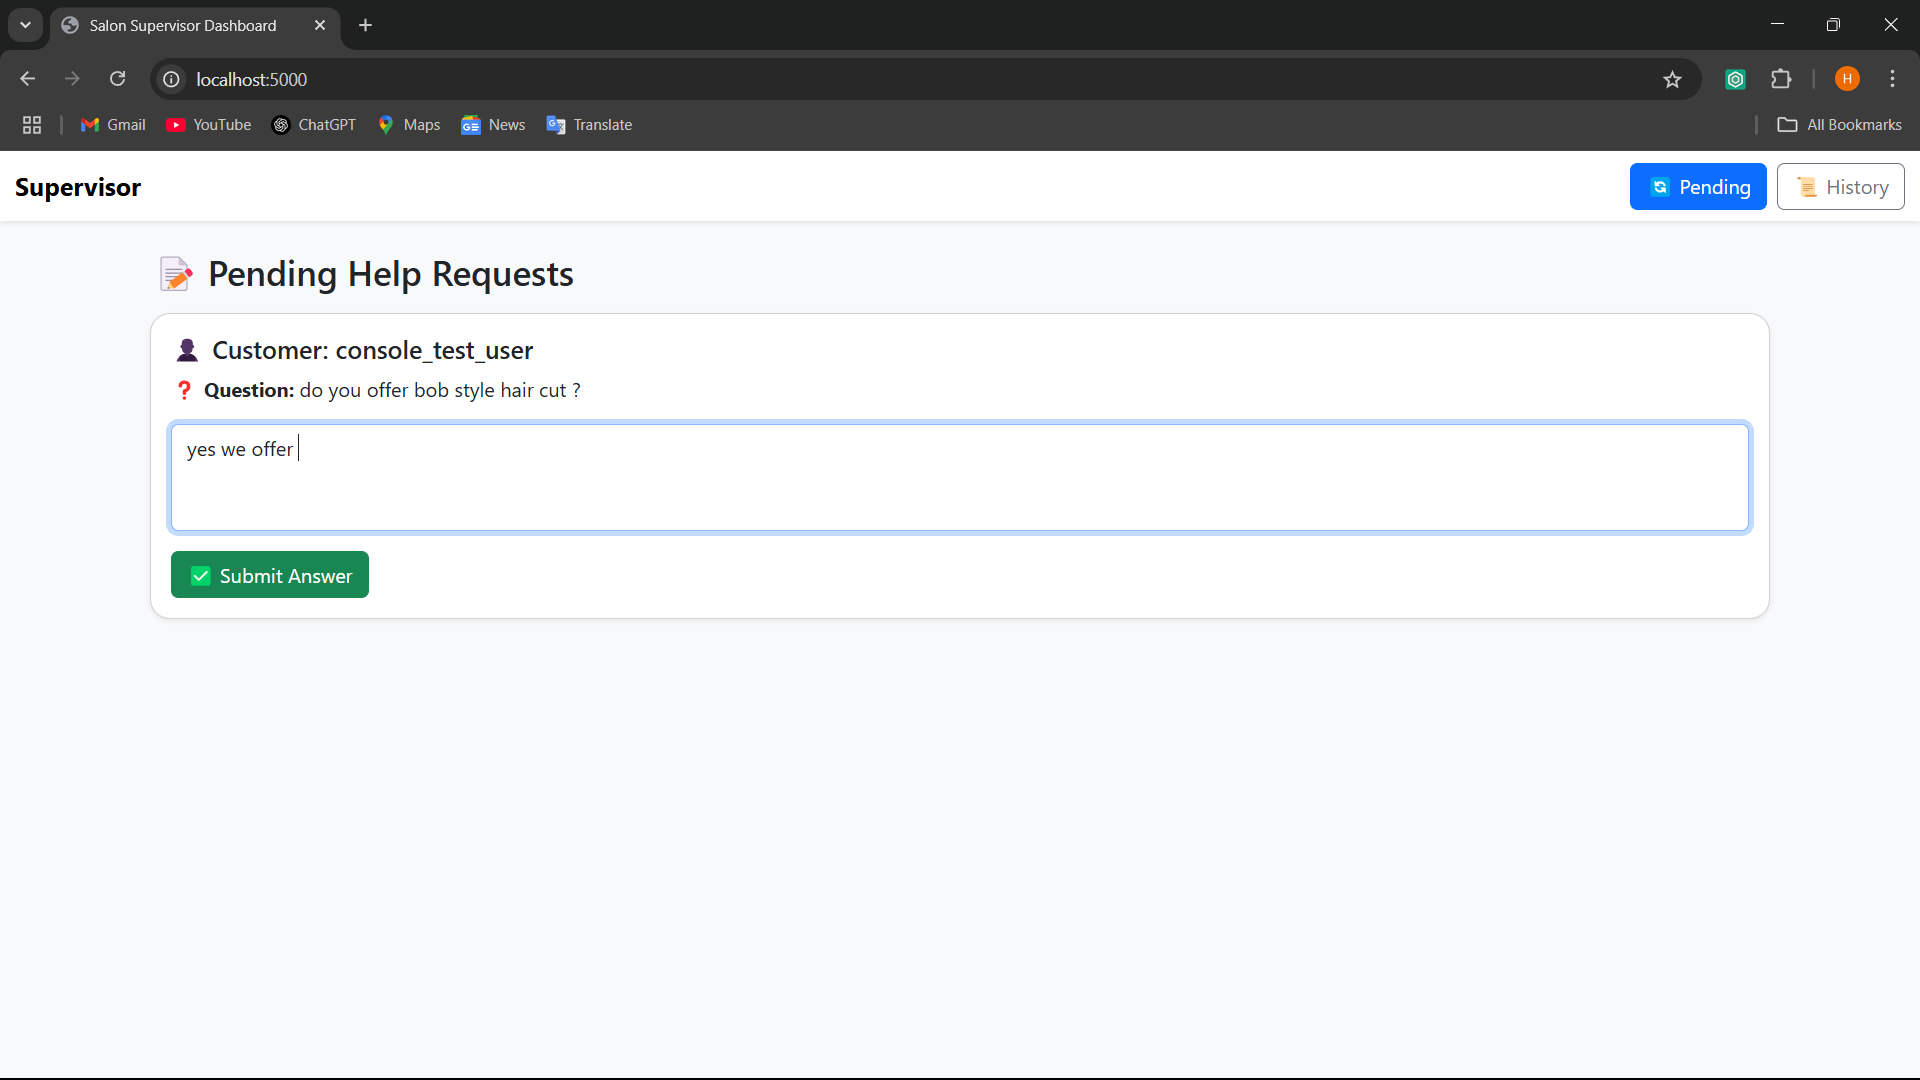 Salon Supervisor Dashboard
localhost:5000
H
Gmail YouTube ChatGPT Maps News Translate All Bookmarks
Supervisor Pending History
Pending Help Requests
Customer: console_test_user
Question: do you offer bob style hair cut ?
yes we offer
Submit Answer